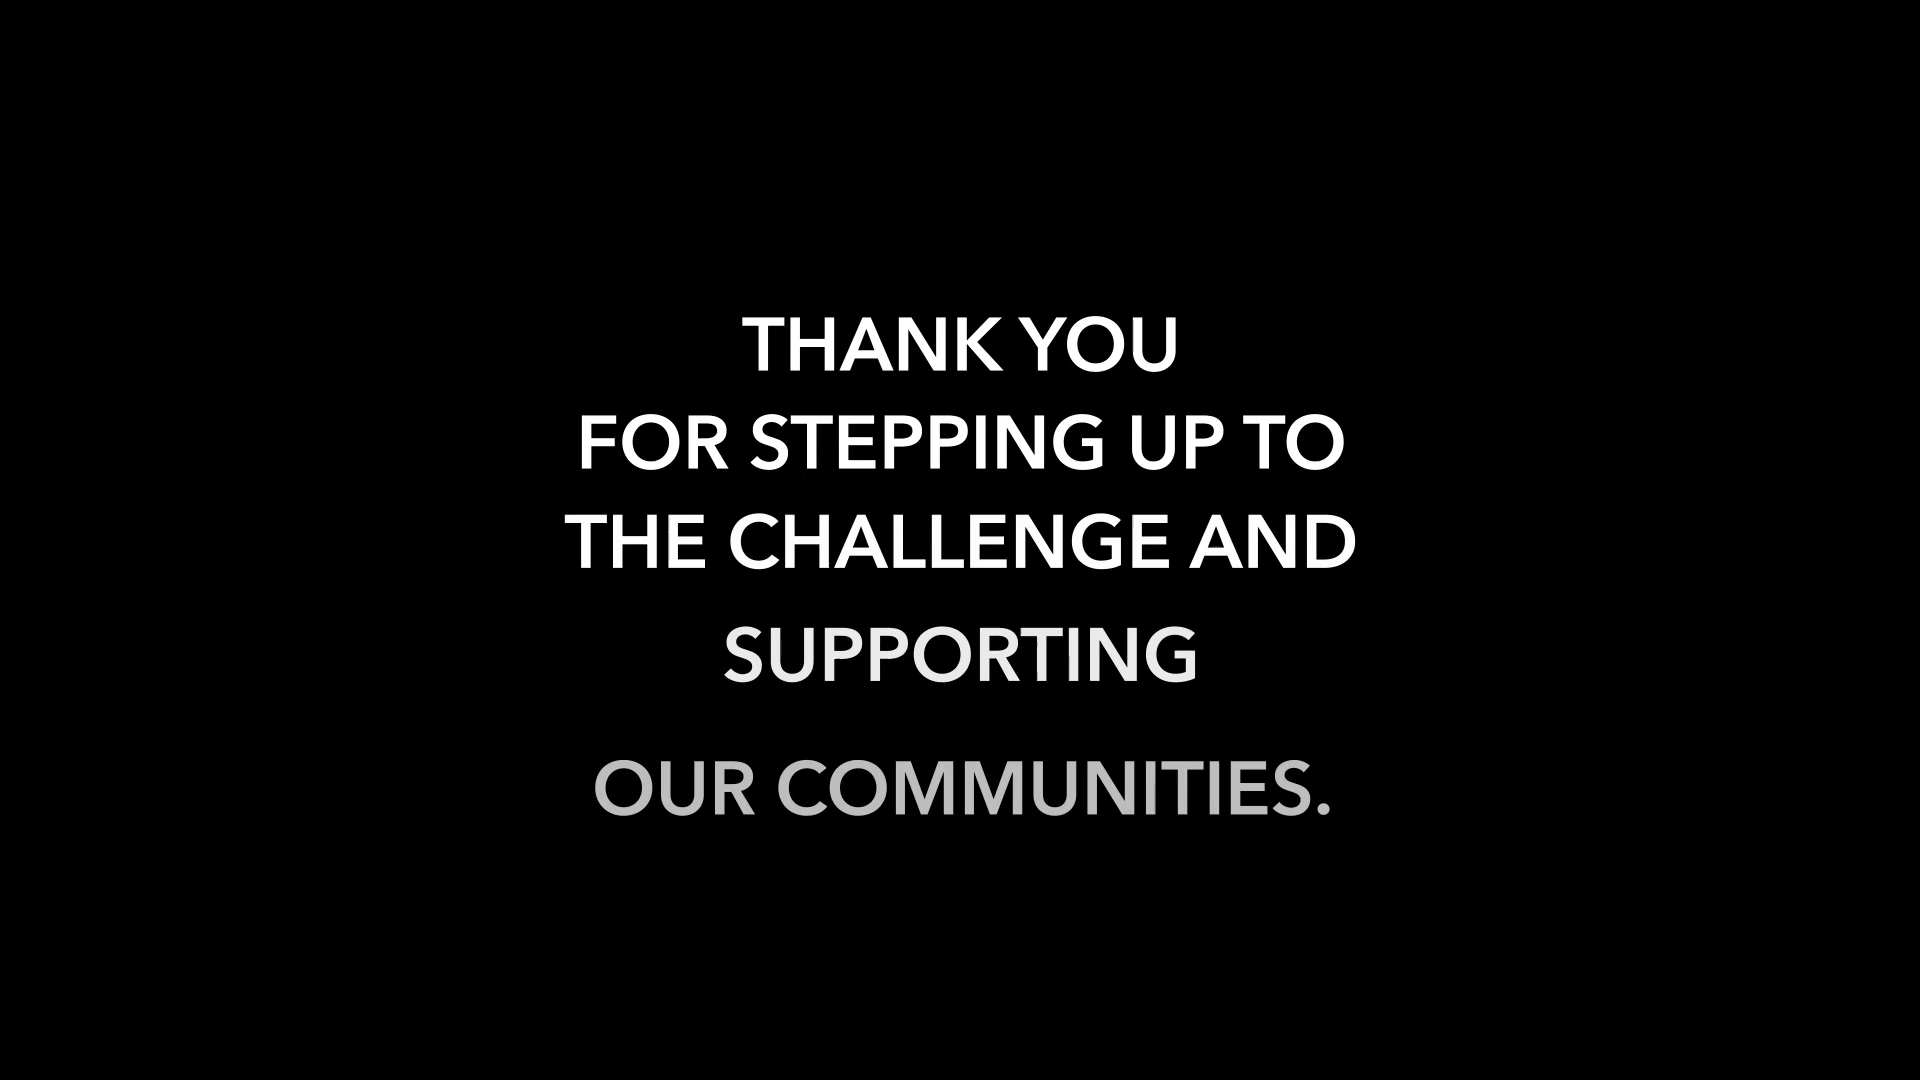 THANK YOU
FOR STEPPING UP TO
THE CHALLENGE AND
SUPPORTING
OUR COMMUNITIES.